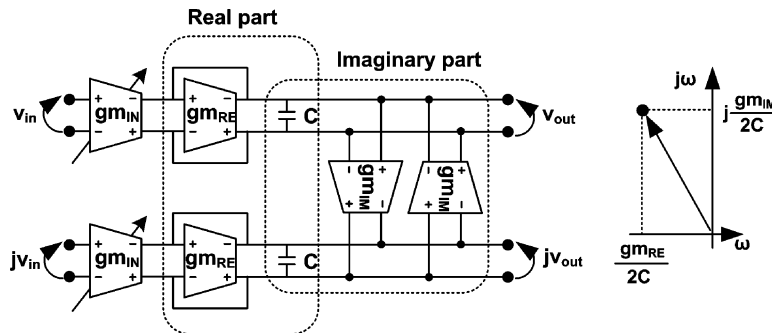 Real part
Imaginary part
+ −
gm_IN
− +
+ −
gm_RE
− +
C
v_in
v_out
− +
gm_IM
+ −
− +
gm_IM
+ −
+ −
gm_IN
− +
+ −
gm_RE
− +
C
jv_in
jv_out
jω
j gm_IM
2C
ω
gm_RE
2C